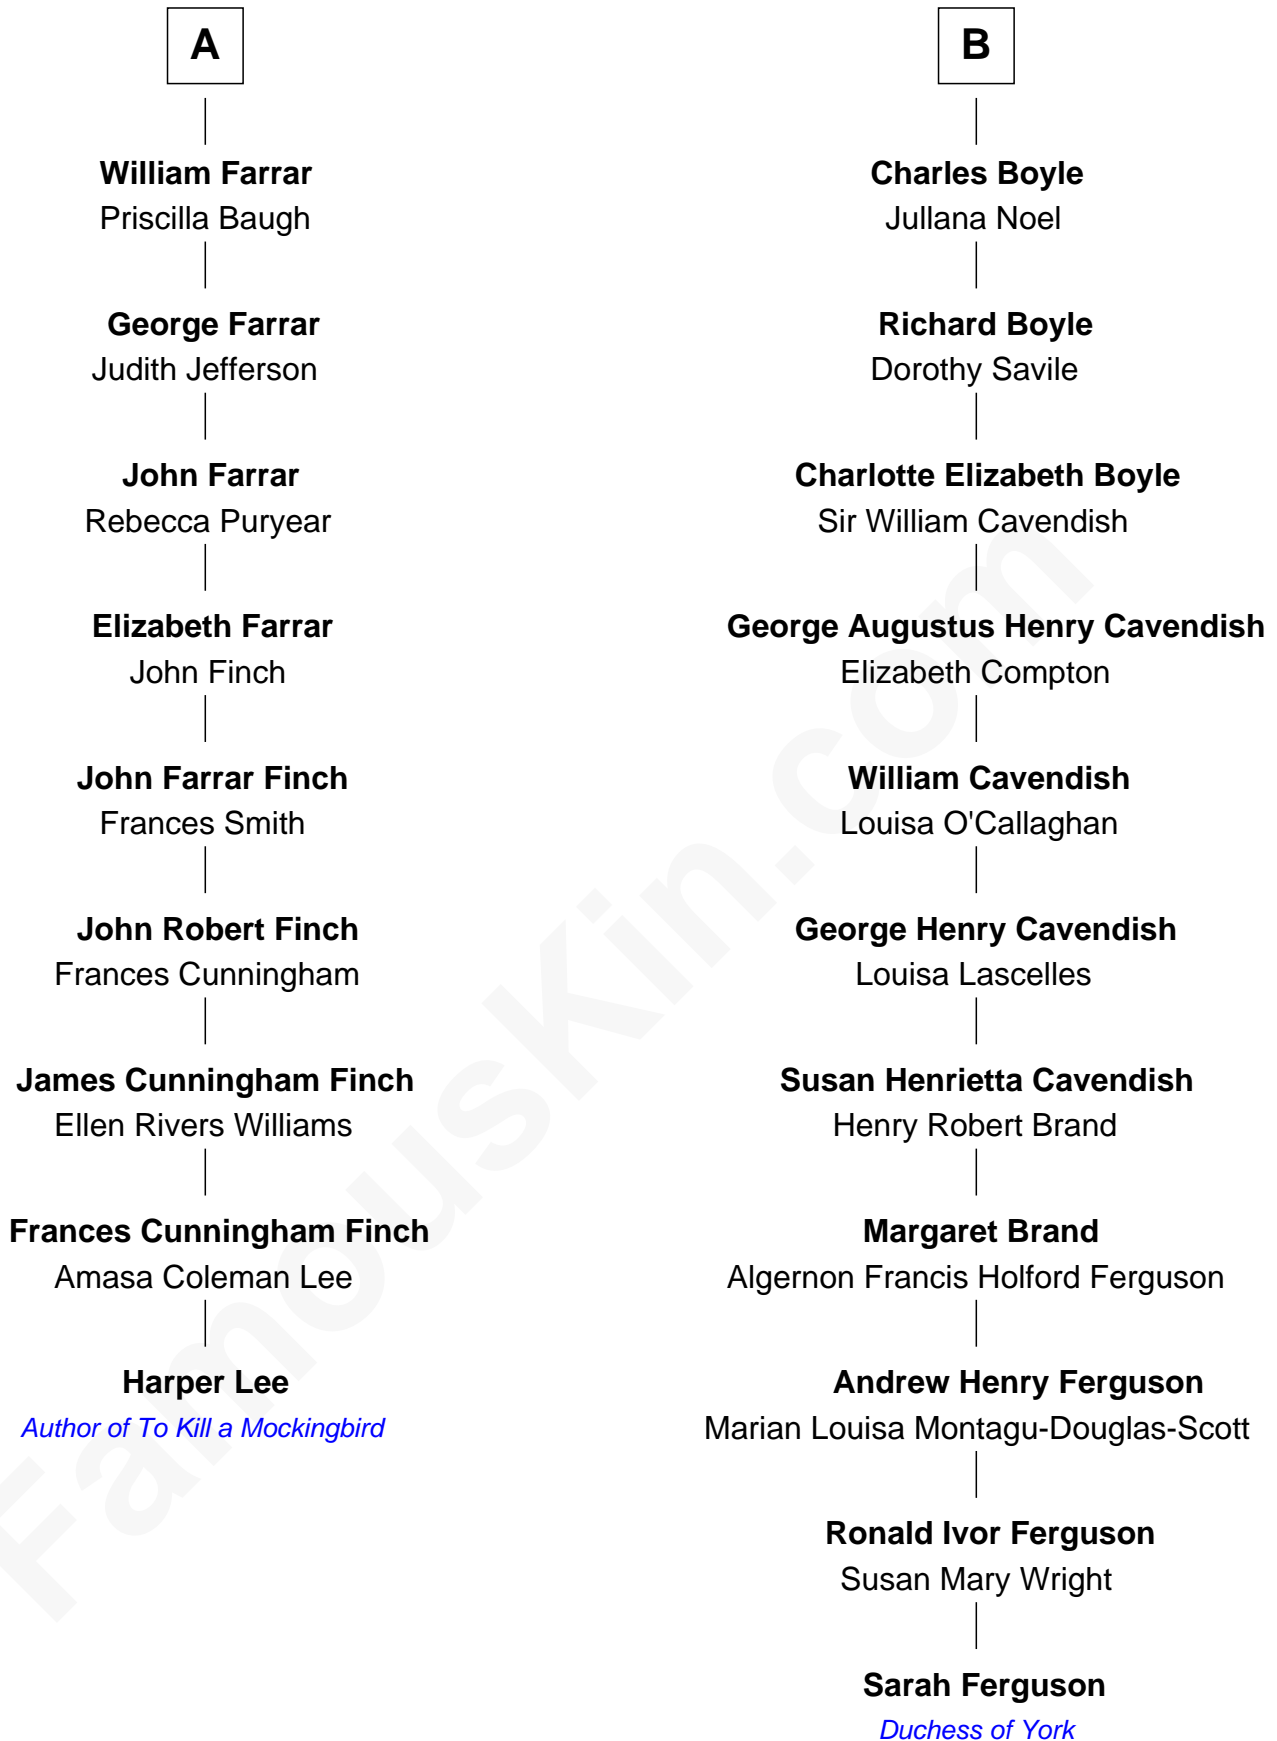 A
William Farrar
Priscilla Baugh
George Farrar
Judith Jefferson
John Farrar
Rebecca Puryear
Elizabeth Farrar
John Finch
John Farrar Finch
Frances Smith
John Robert Finch
Frances Cunningham
James Cunningham Finch
Ellen Rivers Williams
Frances Cunningham Finch
Amasa Coleman Lee
Harper Lee
Author of To Kill a Mockingbird
B
Charles Boyle
Jullana Noel
Richard Boyle
Dorothy Savile
Charlotte Elizabeth Boyle
Sir William Cavendish
George Augustus Henry Cavendish
Elizabeth Compton
William Cavendish
Louisa O'Callaghan
George Henry Cavendish
Louisa Lascelles
Susan Henrietta Cavendish
Henry Robert Brand
Margaret Brand
Algernon Francis Holford Ferguson
Andrew Henry Ferguson
Marian Louisa Montagu-Douglas-Scott
Ronald Ivor Ferguson
Susan Mary Wright
Sarah Ferguson
Duchess of York
FamousKin.com